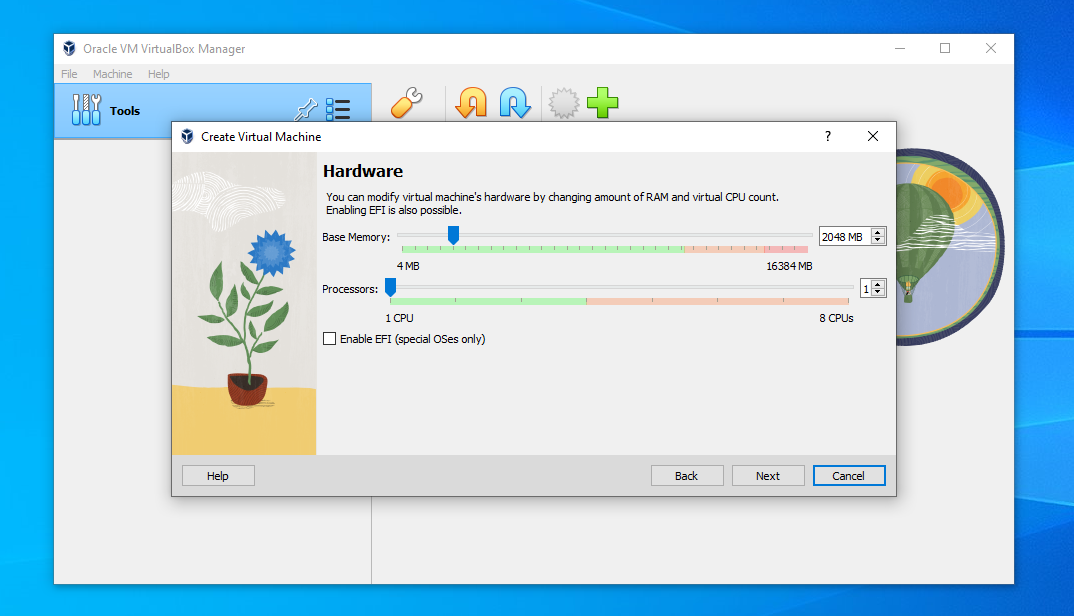 Oracle VM VirtualBox Manager
File Machine Help
Tools
Create Virtual Machine
?
Hardware
You can modify virtual machine's hardware by changing amount of RAM and virtual CPU count.
Enabling EFI is also possible.
Base Memory: 2048 MB
4 MB 16384 MB
Processors: 1
1 CPU 8 CPUs
Enable EFI (special OSes only)
Help Back Next Cancel